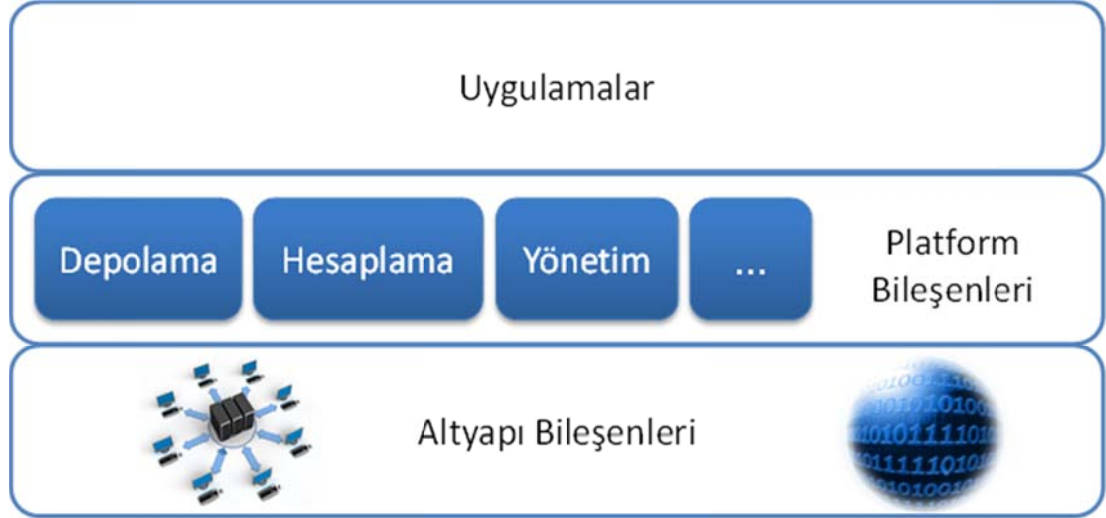 Uygulamalar
Depolama
Hesaplama
Yönetim
...
Platform
Bileşenleri
Altyapı Bileşenleri